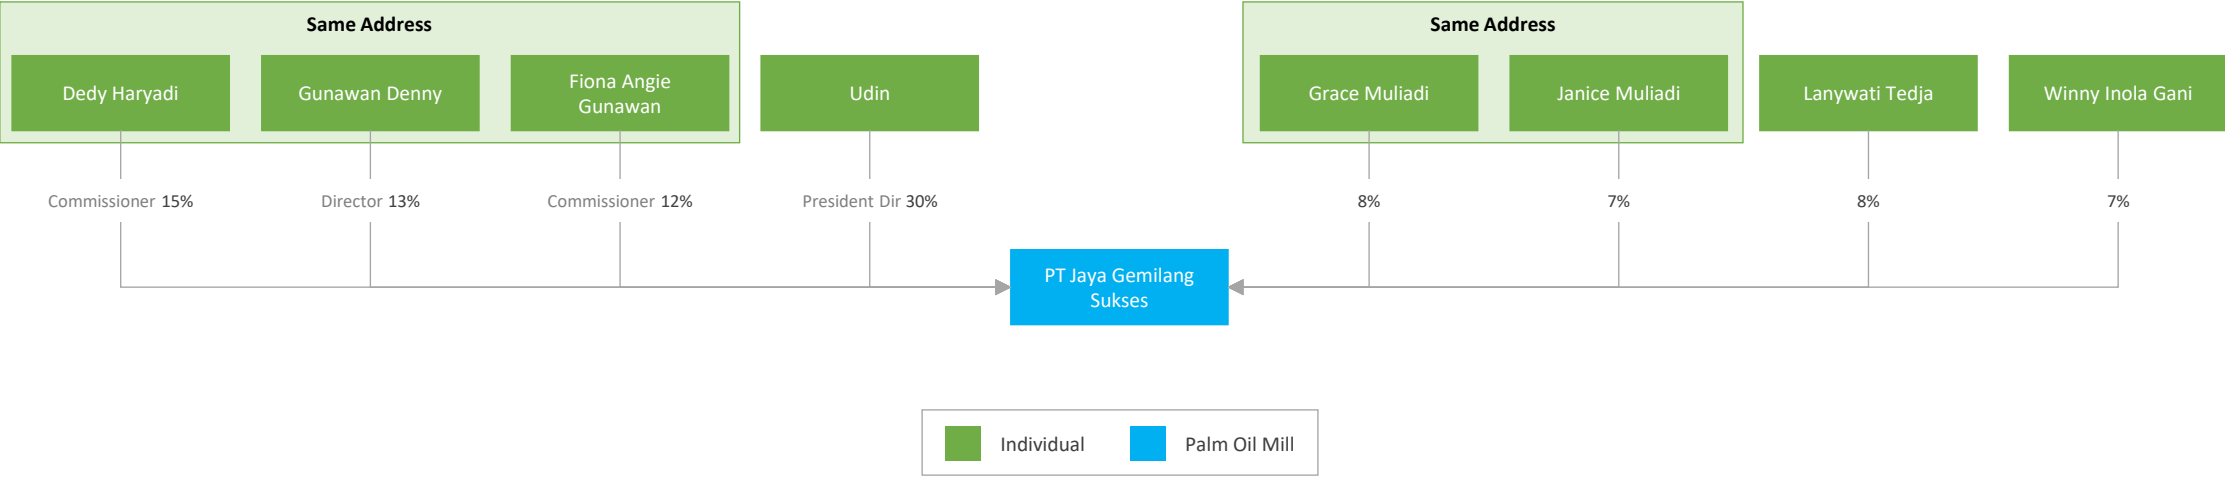 Same Address
Same Address
Dedy Haryadi
Gunawan Denny
Fiona Angie
Gunawan
Udin
Grace Muliadi
Janice Muliadi
Lanywati Tedja
Winny Inola Gani
Commissioner 15%
Director 13%
Commissioner 12%
President Dir 30%
8%
7%
8%
7%
PT Jaya Gemilang
Sukses
Individual
Palm Oil Mill